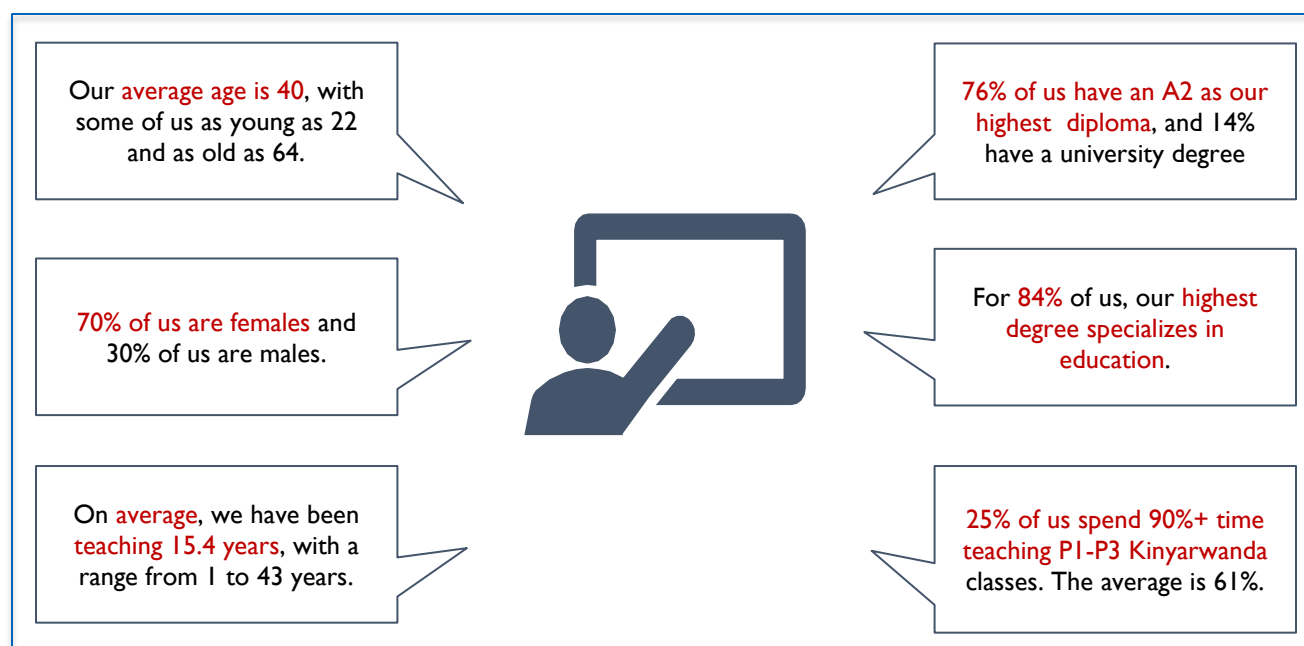 Our average age is 40, with
some of us as young as 22
and as old as 64.
70% of us are females and
30% of us are males.
On average, we have been
teaching 15.4 years, with a
range from 1 to 43 years.
76% of us have an A2 as our
highest diploma, and 14%
have a university degree
For 84% of us, our highest
degree specializes in
education.
25% of us spend 90%+ time
teaching P1-P3 Kinyarwanda
classes. The average is 61%.